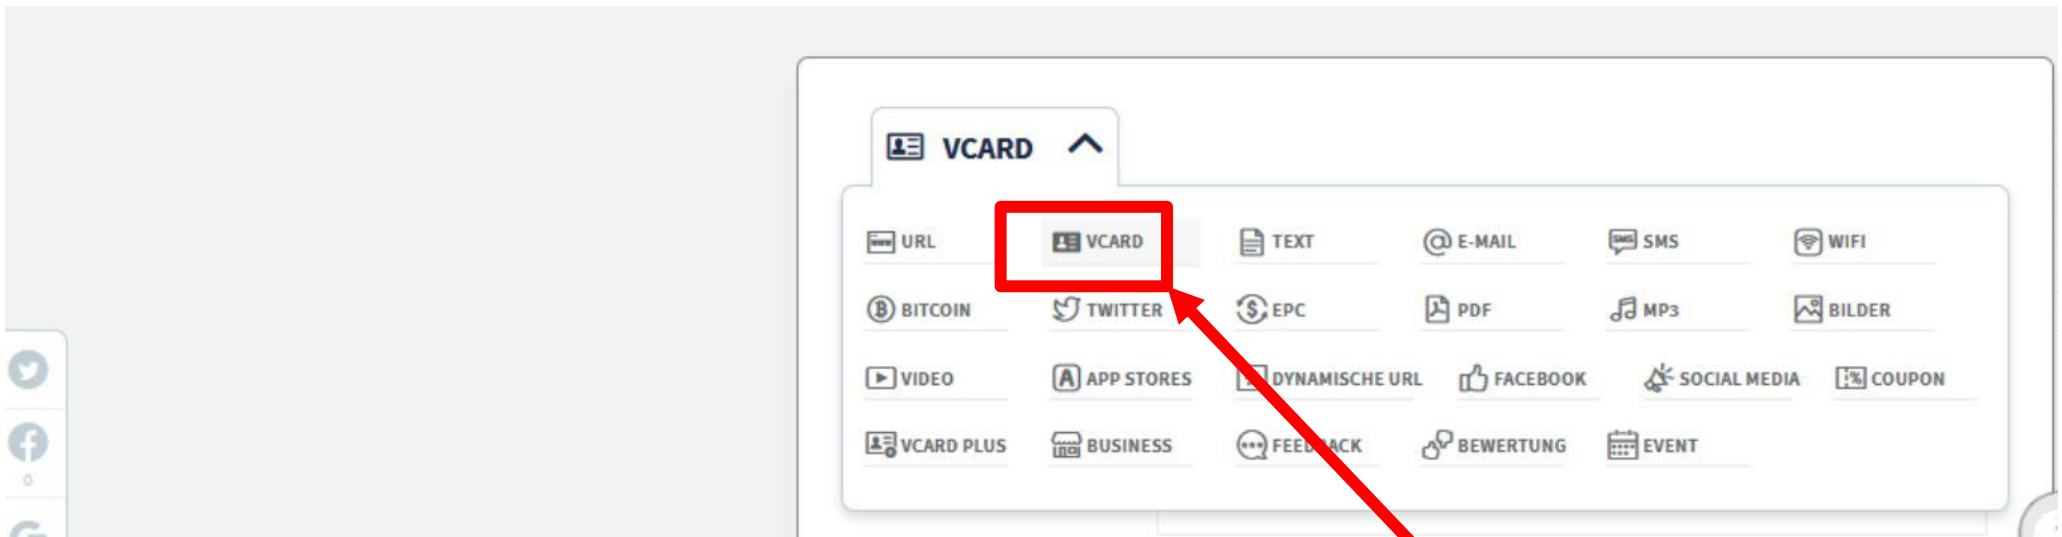 VCARD
URL VCARD TEXT E-MAIL SMS WIFI
BITCOIN TWITTER EPC PDF MP3 BILDER
VIDEO APP STORES DYNAMISCHE URL FACEBOOK SOCIAL MEDIA COUPON
VCARD PLUS BUSINESS FEEDBACK BEWERTUNG EVENT
0